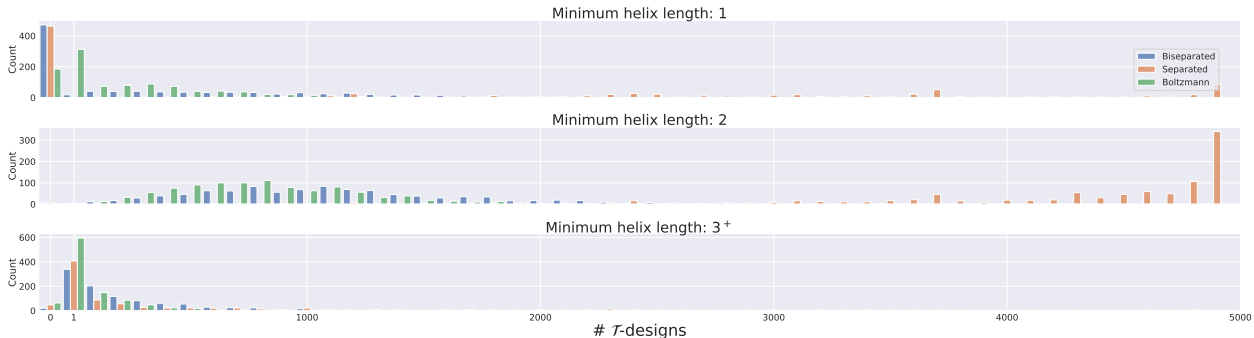 Minimum helix length: 1
Count
400
200
0
Biseparated
Separated
Boltzmann
Minimum helix length: 2
Count
300
200
100
0
Minimum helix length: 3+
Count
600
400
200
0
0 1 1000 2000 3000 4000 5000
# 𝒯-designs